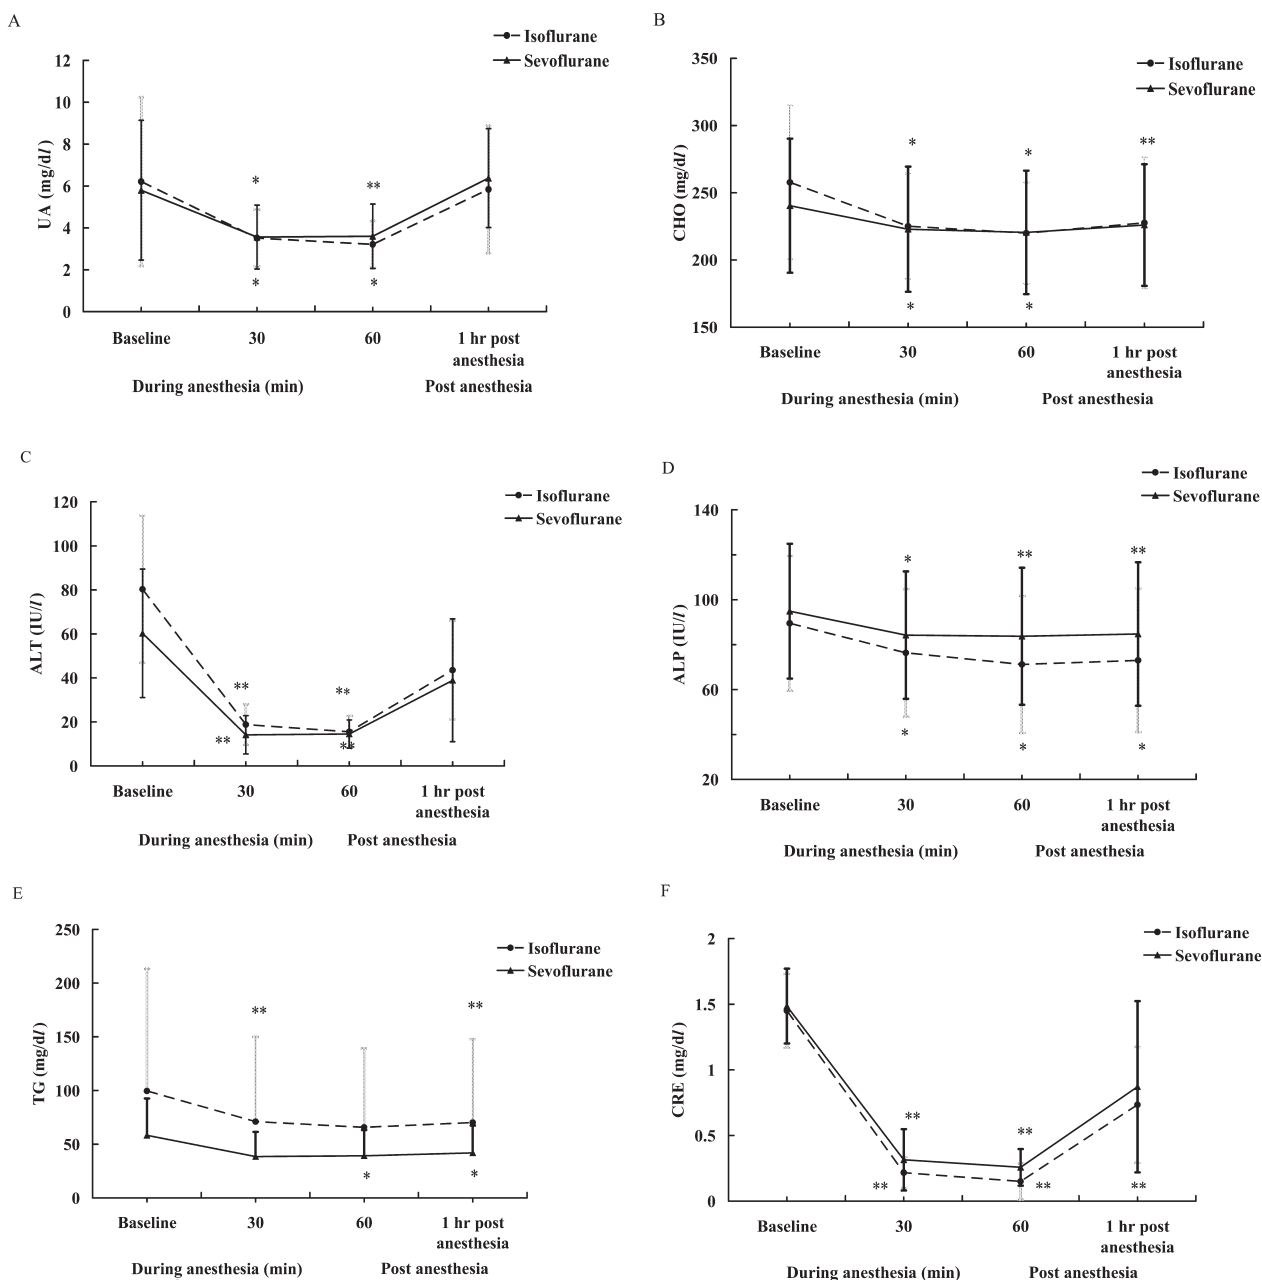 A
Isoflurane
Sevoflurane
12
10
8
6
4
2
0
UA (mg/dl)
*
**
*
*
Baseline
30
60
1 hr post
anesthesia
During anesthesia (min)
Post anesthesia
B
Isoflurane
Sevoflurane
350
300
250
200
150
CHO (mg/dl)
*
*
**
*
*
Baseline
30
60
1 hr post
anesthesia
During anesthesia (min)
Post anesthesia
C
Isoflurane
Sevoflurane
120
100
80
60
40
20
0
ALT (IU/l)
**
**
**
**
Baseline
30
60
1 hr post
anesthesia
During anesthesia (min)
Post anesthesia
D
Isoflurane
Sevoflurane
140
100
60
20
ALP (IU/l)
*
**
**
*
*
*
Baseline
30
60
1 hr post
anesthesia
During anesthesia (min)
Post anesthesia
E
Isoflurane
Sevoflurane
250
200
150
100
50
0
TG (mg/dl)
**
**
*
*
Baseline
30
60
1 hr post
anesthesia
During anesthesia (min)
Post anesthesia
F
Isoflurane
Sevoflurane
2
1.5
1
0.5
0
CRE (mg/dl)
**
**
**
**
**
Baseline
30
60
1 hr post
anesthesia
During anesthesia (min)
Post anesthesia